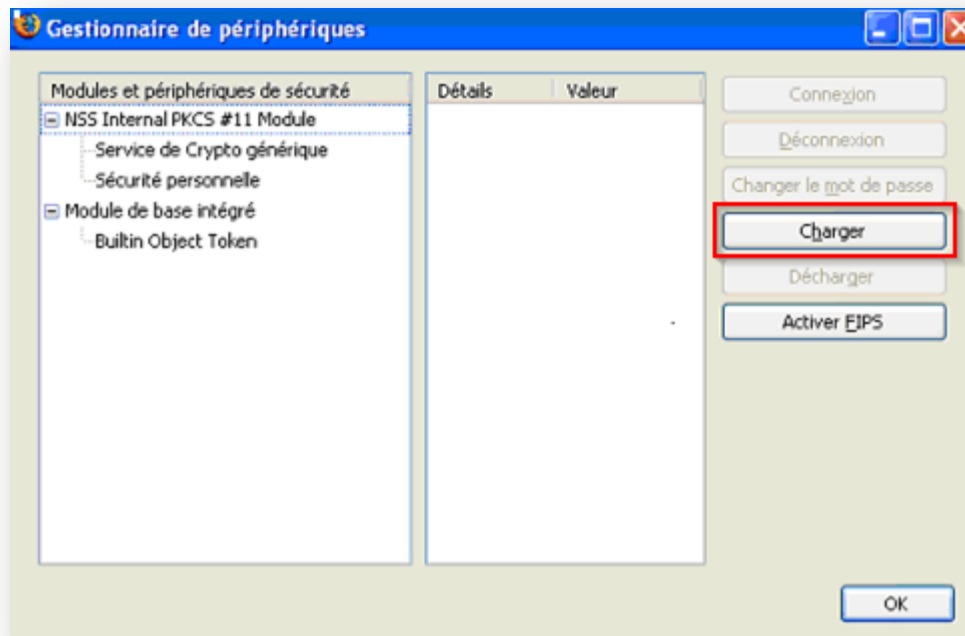 Gestionnaire de périphériques
Modules et périphériques de sécurité
NSS Internal PKCS #11 Module
Service de Crypto générique
Sécurité personnelle
Module de base intégré
Builtin Object Token
Détails Valeur
Connexion
Déconnexion
Changer le mot de passe
Charger
Décharger
Activer FIPS
OK